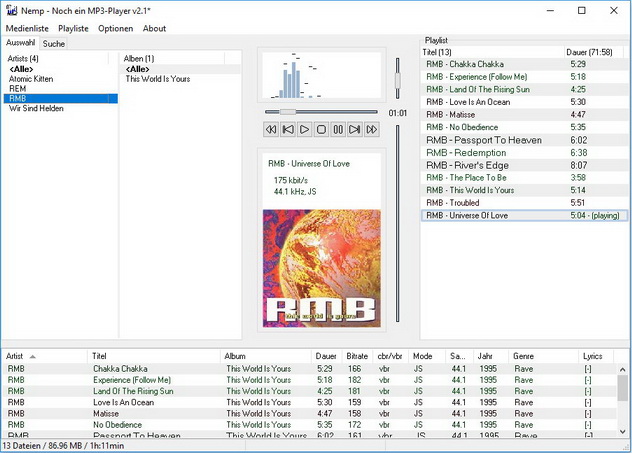 Nemp - Noch ein MP3-Player v2.1*
Medienliste Playliste Optionen About
Auswahl Suche
Artists (4)
<Alle>
Atomic Kitten
REM
RMB
Wir Sind Helden
Alben (1)
<Alle>
This World Is Yours
01:01
RMB - Universe Of Love
175 kbit/s
44.1 kHz, JS
RMB
this world is yours
Playlist
Titel (13) Dauer (71:58)
RMB - Chakka Chakka 5:29
RMB - Experience (Follow Me) 5:18
RMB - Land Of The Rising Sun 4:25
RMB - Love Is An Ocean 5:30
RMB - Matisse 4:47
RMB - No Obedience 5:35
RMB - Passport To Heaven 6:02
RMB - Redemption 6:38
RMB - River's Edge 8:07
RMB - The Place To Be 3:58
RMB - This World Is Yours 5:14
RMB - Troubled 5:51
RMB - Universe Of Love 5:04 - (playing)
Artist Titel Album Dauer Bitrate cbr/vbr Mode Sa... Jahr Genre Lyrics
RMB Chakka Chakka This World Is Yours 5:29 166 vbr JS 44.1 1995 Rave [-]
RMB Experience (Follow Me) This World Is Yours 5:18 182 vbr JS 44.1 1995 Rave [-]
RMB Land Of The Rising Sun This World Is Yours 4:25 181 vbr JS 44.1 1995 Rave [-]
RMB Love Is An Ocean This World Is Yours 5:30 159 vbr JS 44.1 1995 Rave [-]
RMB Matisse This World Is Yours 4:47 158 vbr JS 44.1 1995 Rave [-]
RMB No Obedience This World Is Yours 5:35 172 vbr JS 44.1 1995 Rave [-]
RMB Passport To Heaven This World Is Yours 6:02 161 vbr JS 44.1 1995 Rave [-]
13 Dateien / 86.96 MB / 1h:11min